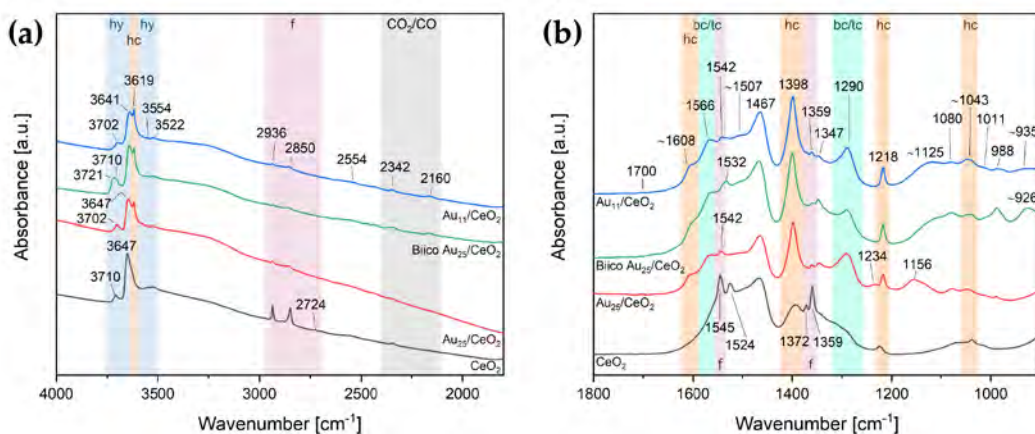 (a)
hy
hy
hc
f
CO₂/CO
3619
3641
3554
3702
3522
2936
2850
2554
2342
2160
3710
3721
Au₁₁/CeO₂
3647
3702
Biico Au₂₅/CeO₂
3647
3710
2724
Au₂₅/CeO₂
CeO₂
Absorbance [a.u.]
4000
3500
3000
2500
2000
Wavenumber [cm⁻¹]
(b)
bc/tc
f
hc
f
bc/tc
hc
hc
hc
1542
~1507
1398
1566
1467
1359
1290
1347
~1608
~1043
~935
1080
1011
1532
1218
~1125
988
1700
Au₁₁/CeO₂
~926
1542
Biico Au₂₅/CeO₂
1234
1156
Au₂₅/CeO₂
1545
1524
1372
1359
CeO₂
f
f
Absorbance [a.u.]
1800
1600
1400
1200
1000
Wavenumber [cm⁻¹]